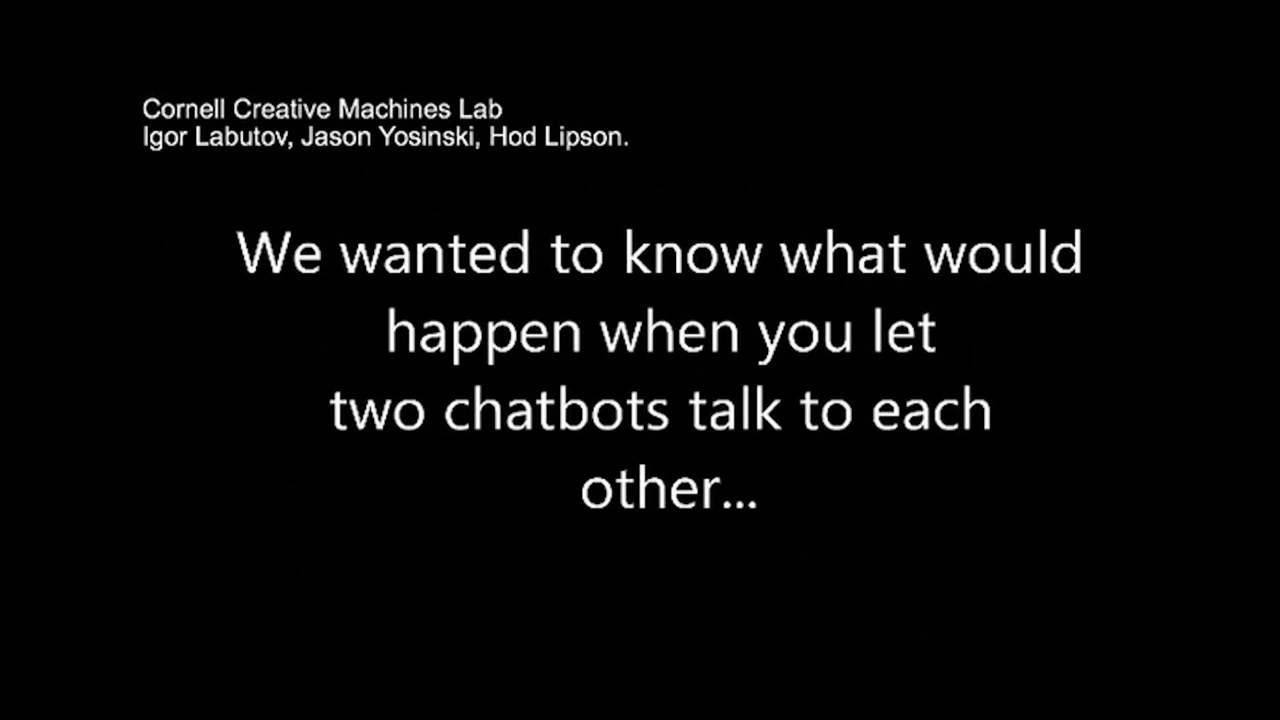 Cornell Creative Machines Lab
Igor Labutov, Jason Yosinski, Hod Lipson.
We wanted to know what would
happen when you let
two chatbots talk to each
other...